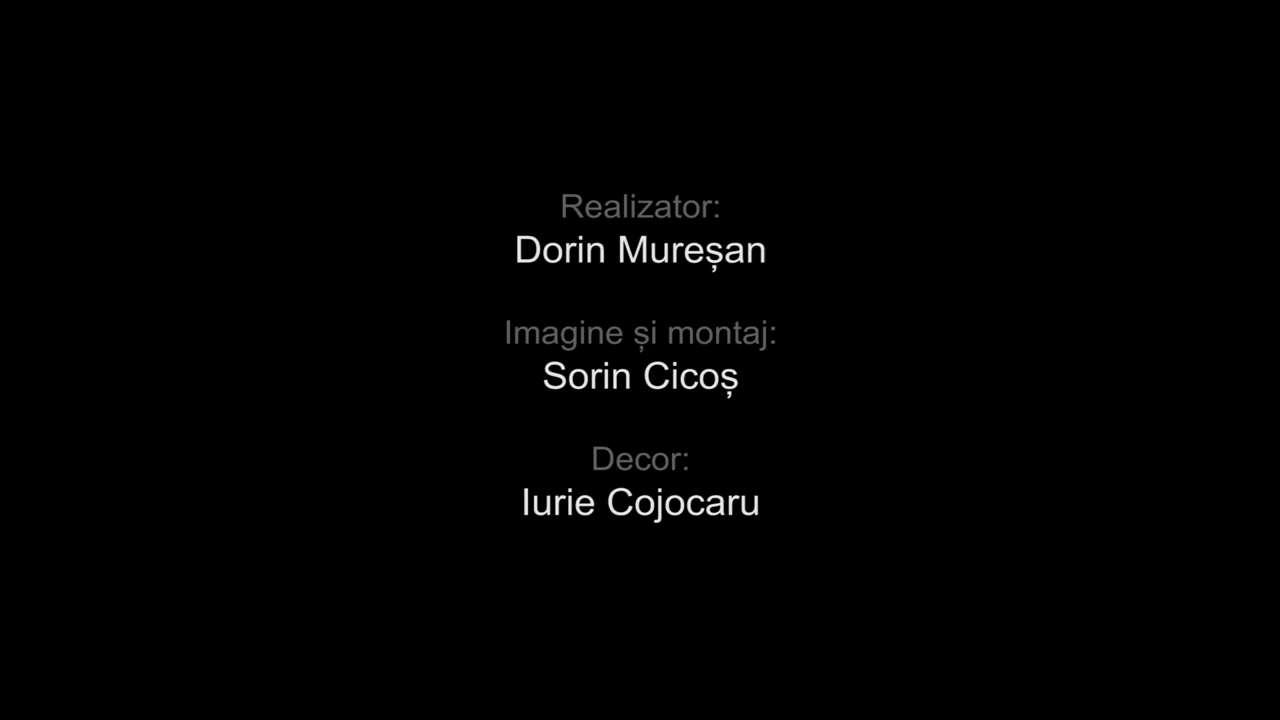 Realizator:
Dorin Mureșan
Imagine și montaj:
Sorin Cicoș
Decor:
Iurie Cojocaru